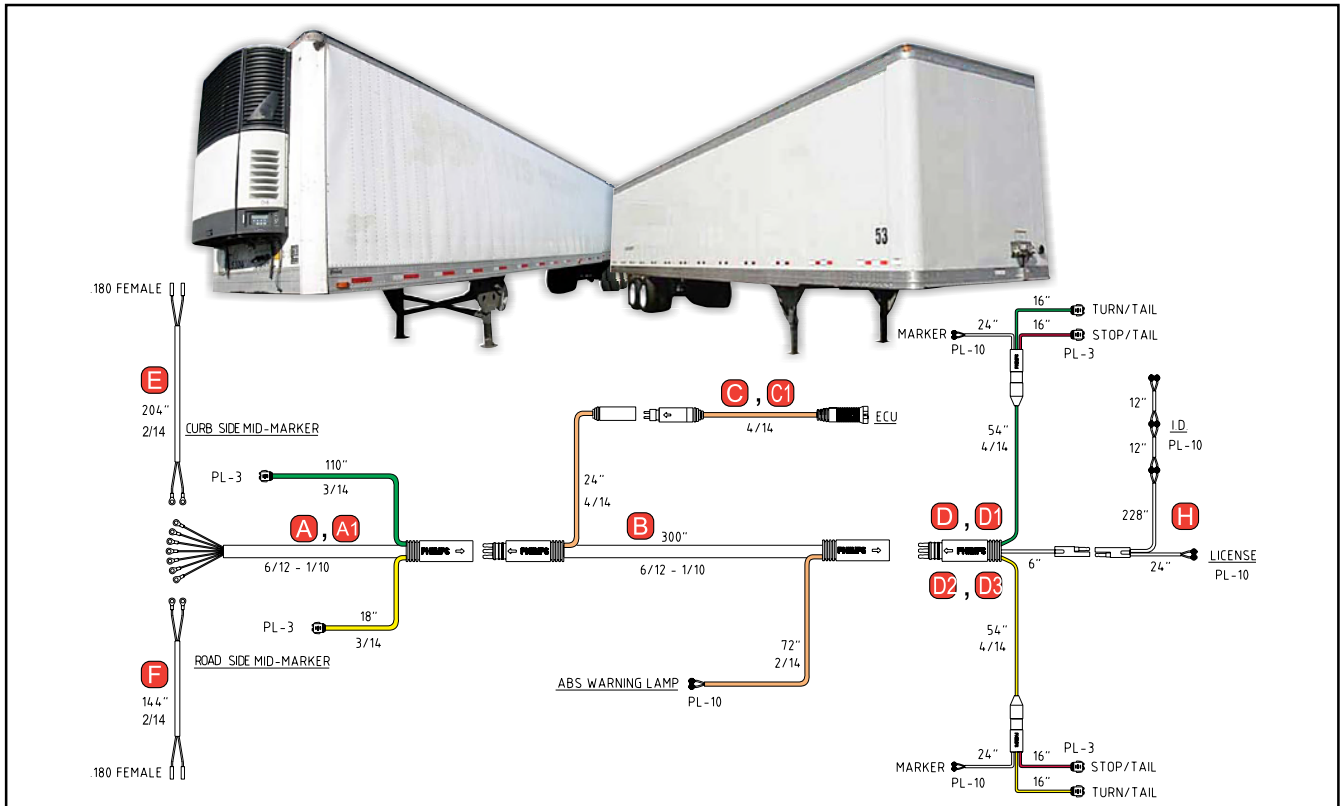 53
.180 FEMALE
E
204"
2/14
CURB SIDE MID-MARKER
PL-3
110"
3/14
A , A1
6/12 - 1/10
PHILLIPS
18"
3/14
PL-3
ROAD SIDE MID-MARKER
F
144"
2/14
.180 FEMALE
C , C1
4/14
ECU
24"
4/14
PHILLIPS
B
300"
6/12 - 1/10
PHILLIPS
72"
2/14
ABS WARNING LAMP
PL-10
MARKER
24"
PL-10
16"
TURN/TAIL
16"
STOP/TAIL
PL-3
54"
4/14
D , D1
PHILLIPS
D2 , D3
6"
12"
I.D.
12"
PL-10
228"
H
LICENSE
24"
PL-10
54"
4/14
MARKER
24"
PL-10
PL-3
16"
STOP/TAIL
16"
TURN/TAIL